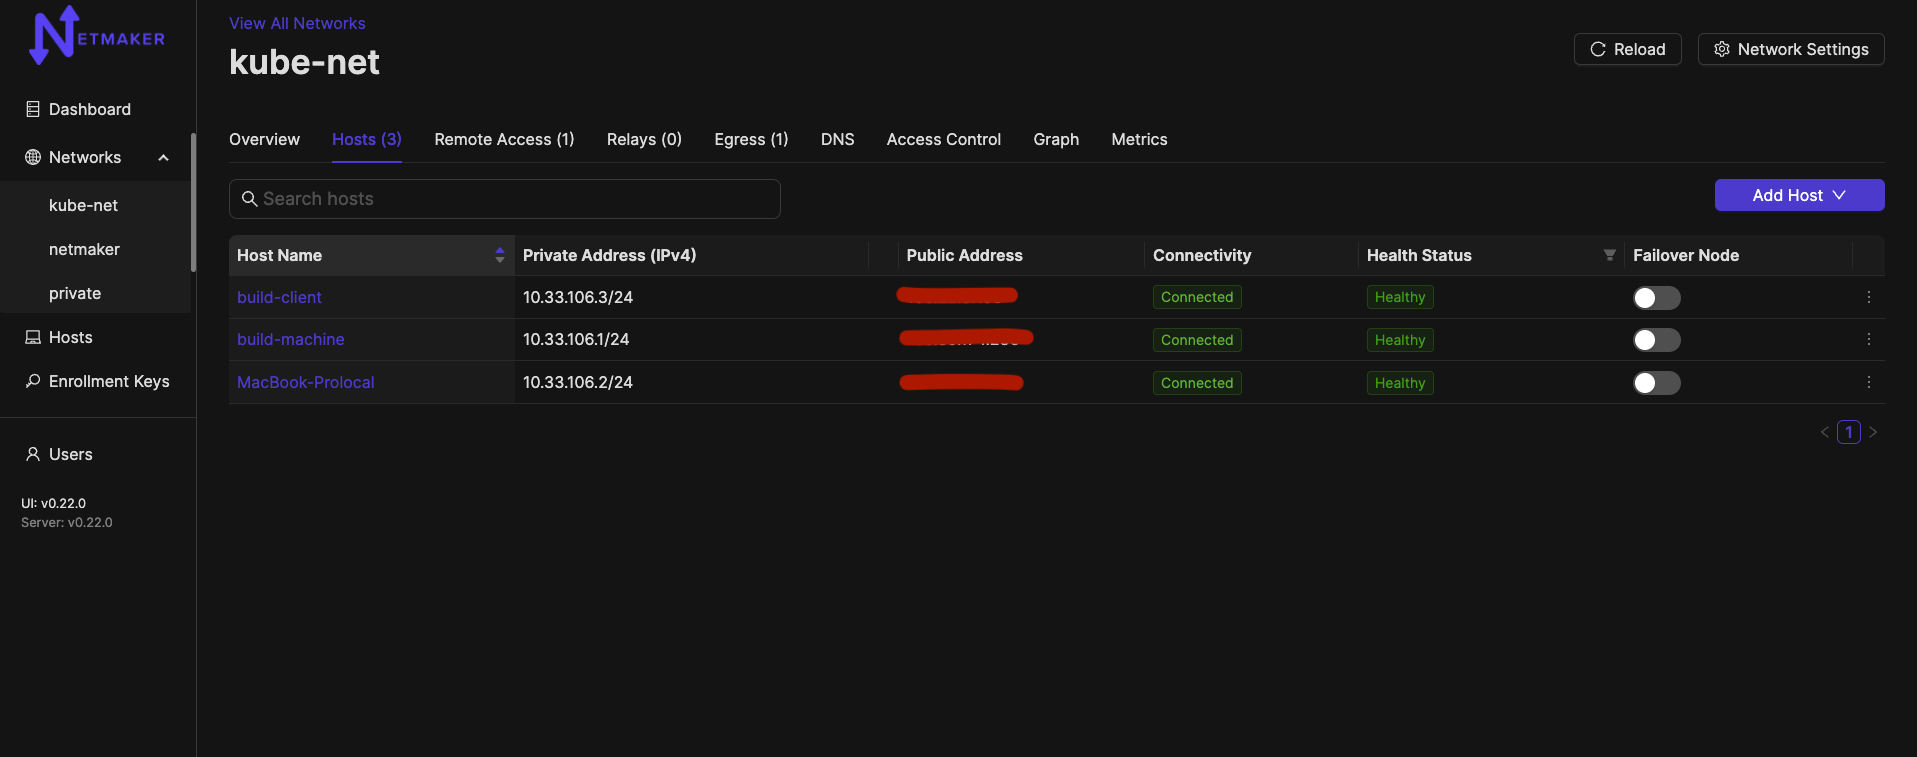 NETMAKER
Dashboard
Networks
kube-net
netmaker
private
Hosts
Enrollment Keys
Users
UI: v0.22.0
Server: v0.22.0
View All Networks
kube-net
Reload
Network Settings
Overview Hosts (3) Remote Access (1) Relays (0) Egress (1) DNS Access Control Graph Metrics
Search hosts
Add Host
Host Name Private Address (IPv4) Public Address Connectivity Health Status Failover Node
build-client 10.33.106.3/24 Connected Healthy
build-machine 10.33.106.1/24 Connected Healthy
MacBook-Prolocal 10.33.106.2/24 Connected Healthy
1